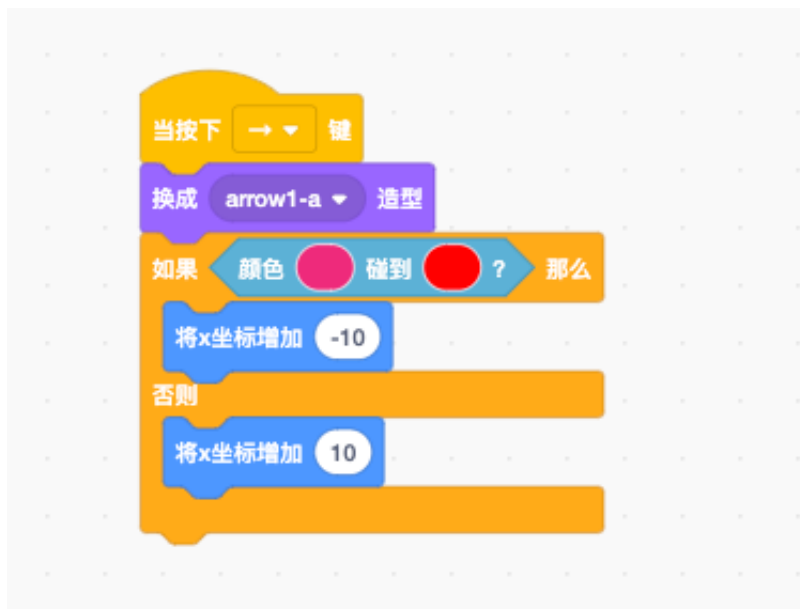 当按下 → 键
换成 arrow1-a 造型
如果 颜色 碰到 ? 那么
将x坐标增加 -10
否则
将x坐标增加 10